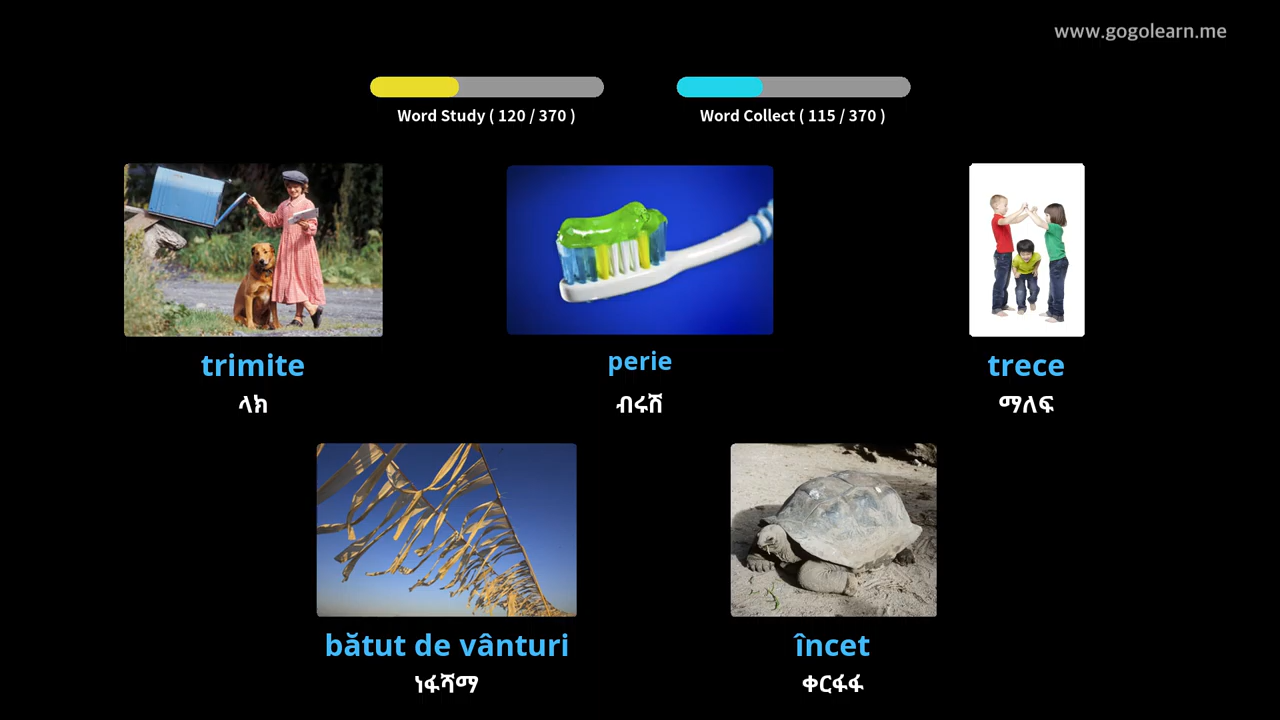 www.gogolearn.me
Word Study ( 120 / 370 )
Word Collect ( 115 / 370 )
trimite
ላክ
perie
ብሩሽ
trece
ማለፍ
bătut de vânturi
ነፋሻማ
încet
ቀርፋፋ